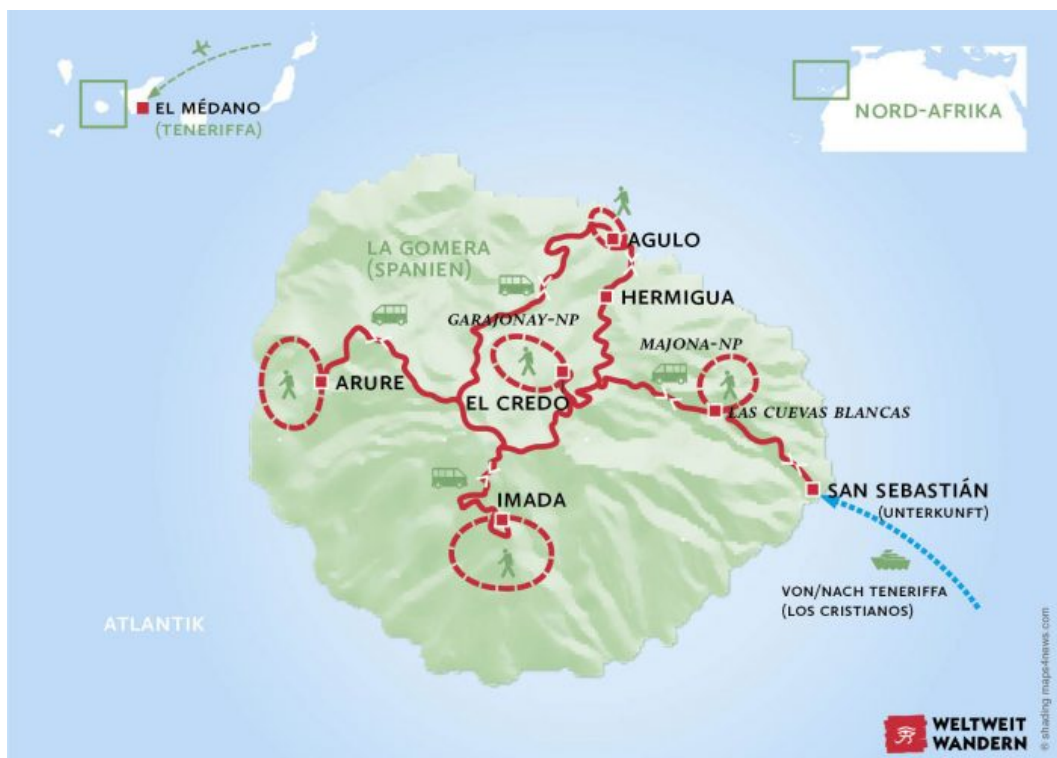 EL MÉDANO
(TENERIFFA)
NORD-AFRIKA
AGULO
LA GOMERA
(SPANIEN)
HERMIGUA
GARAJONAY-NP
MAJONA-NP
ARURE
EL CREDO
LAS CUEVAS BLANCAS
IMADA
SAN SEBASTIÁN
(UNTERKUNFT)
VON/NACH TENERIFFA
(LOS CRISTIANOS)
ATLANTIK
WELTWEIT
WANDERN
© shading maps4news.com